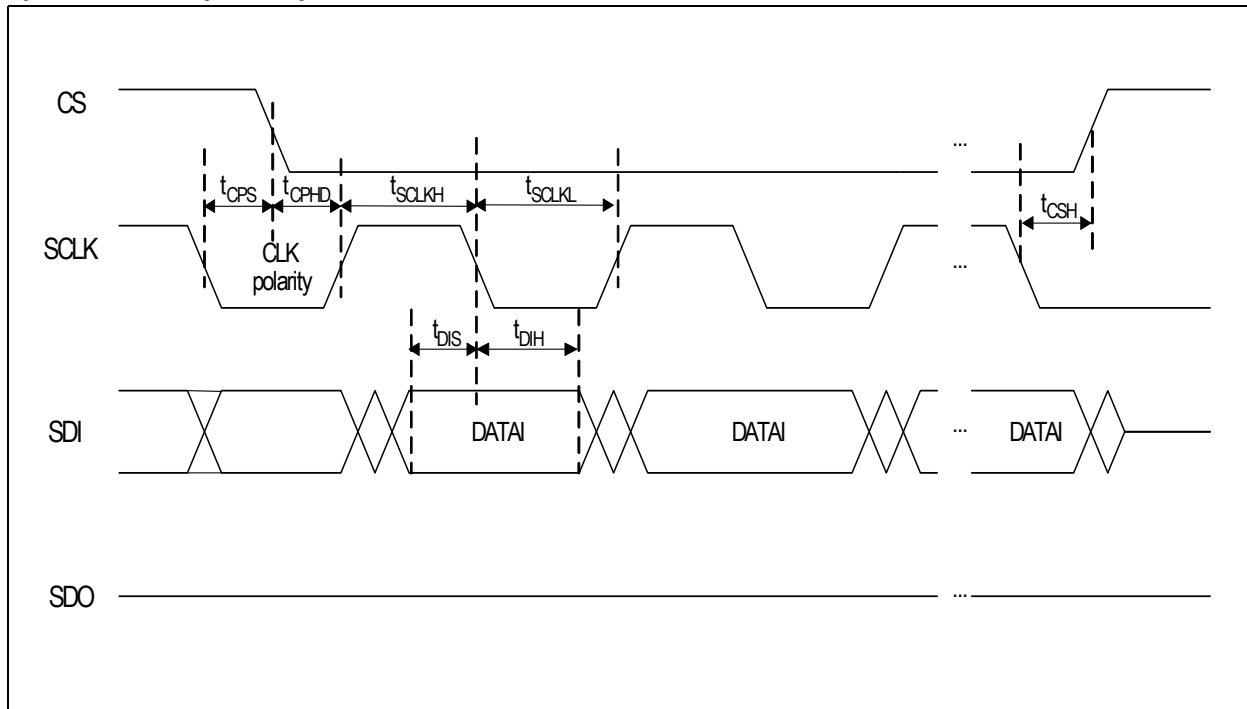 CS
...
tCPS
tCPHD
tSCLKH
tSCLKL
tCSH
SCLK
CLK
polarity
...
tDIS
tDIH
SDI
DATAI
DATAI
...
DATAI
SDO
...